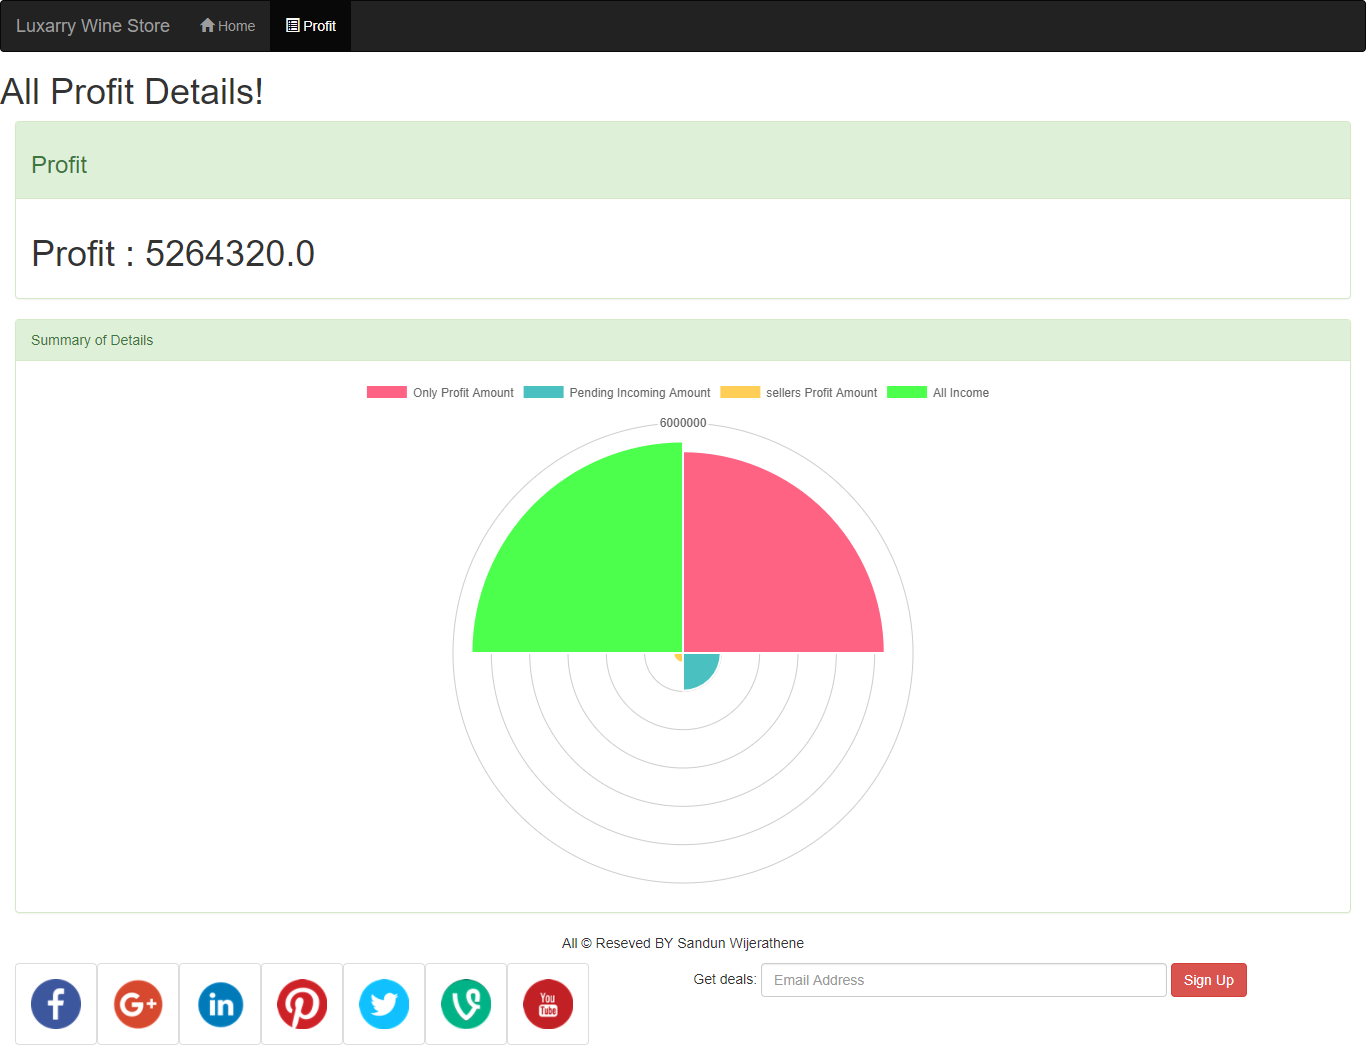 Luxarry Wine Store Home Profit
All Profit Details!
Profit
Profit : 5264320.0
Summary of Details
Only Profit Amount Pending Incoming Amount sellers Profit Amount All Income
6000000
All © Reseved BY Sandun Wijerathene
Get deals: Email Address Sign Up
f G+ in You Tube